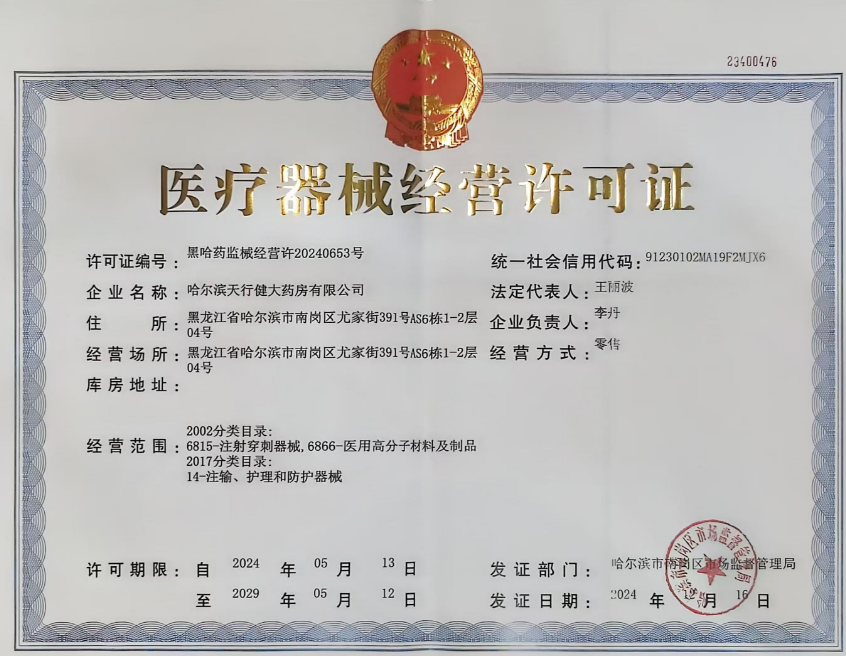 23400476
医疗器械经营许可证
许可证编号：黑哈药监械经营许20240653号
统一社会信用代码：91230102MA19F2MJX6
企业名称：哈尔滨天行健大药房有限公司
法定代表人：王丽波
住 所：黑龙江省哈尔滨市南岗区尤家街391号AS6栋1-2层
04号
企业负责人：李丹
经营场所：黑龙江省哈尔滨市南岗区尤家街391号AS6栋1-2层
04号
经营方式：零售
库房地址：
经营范围：
2002分类目录:
6815-注射穿刺器械,6866-医用高分子材料及制品
2017分类目录:
14-注输、护理和防护器械
许可期限：自 2024 年 05 月 13 日
至 2029 年 05 月 12 日
发证部门：哈尔滨市南岗区市场监督管理局
发证日期：2024 年 月 16 日